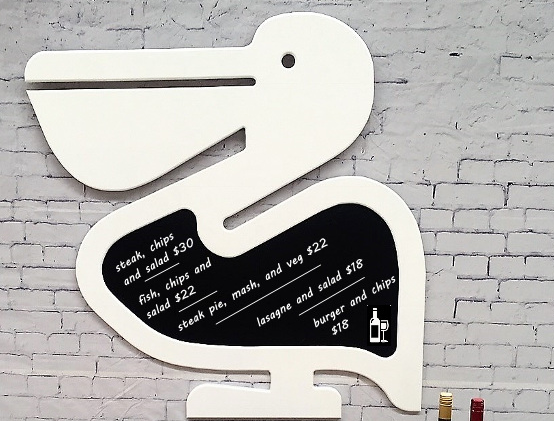 steak, chips
and salad $30
fish, chips and
salad $22
steak pie, mash, and veg $22
lasagne and salad $18
burger and chips
$18